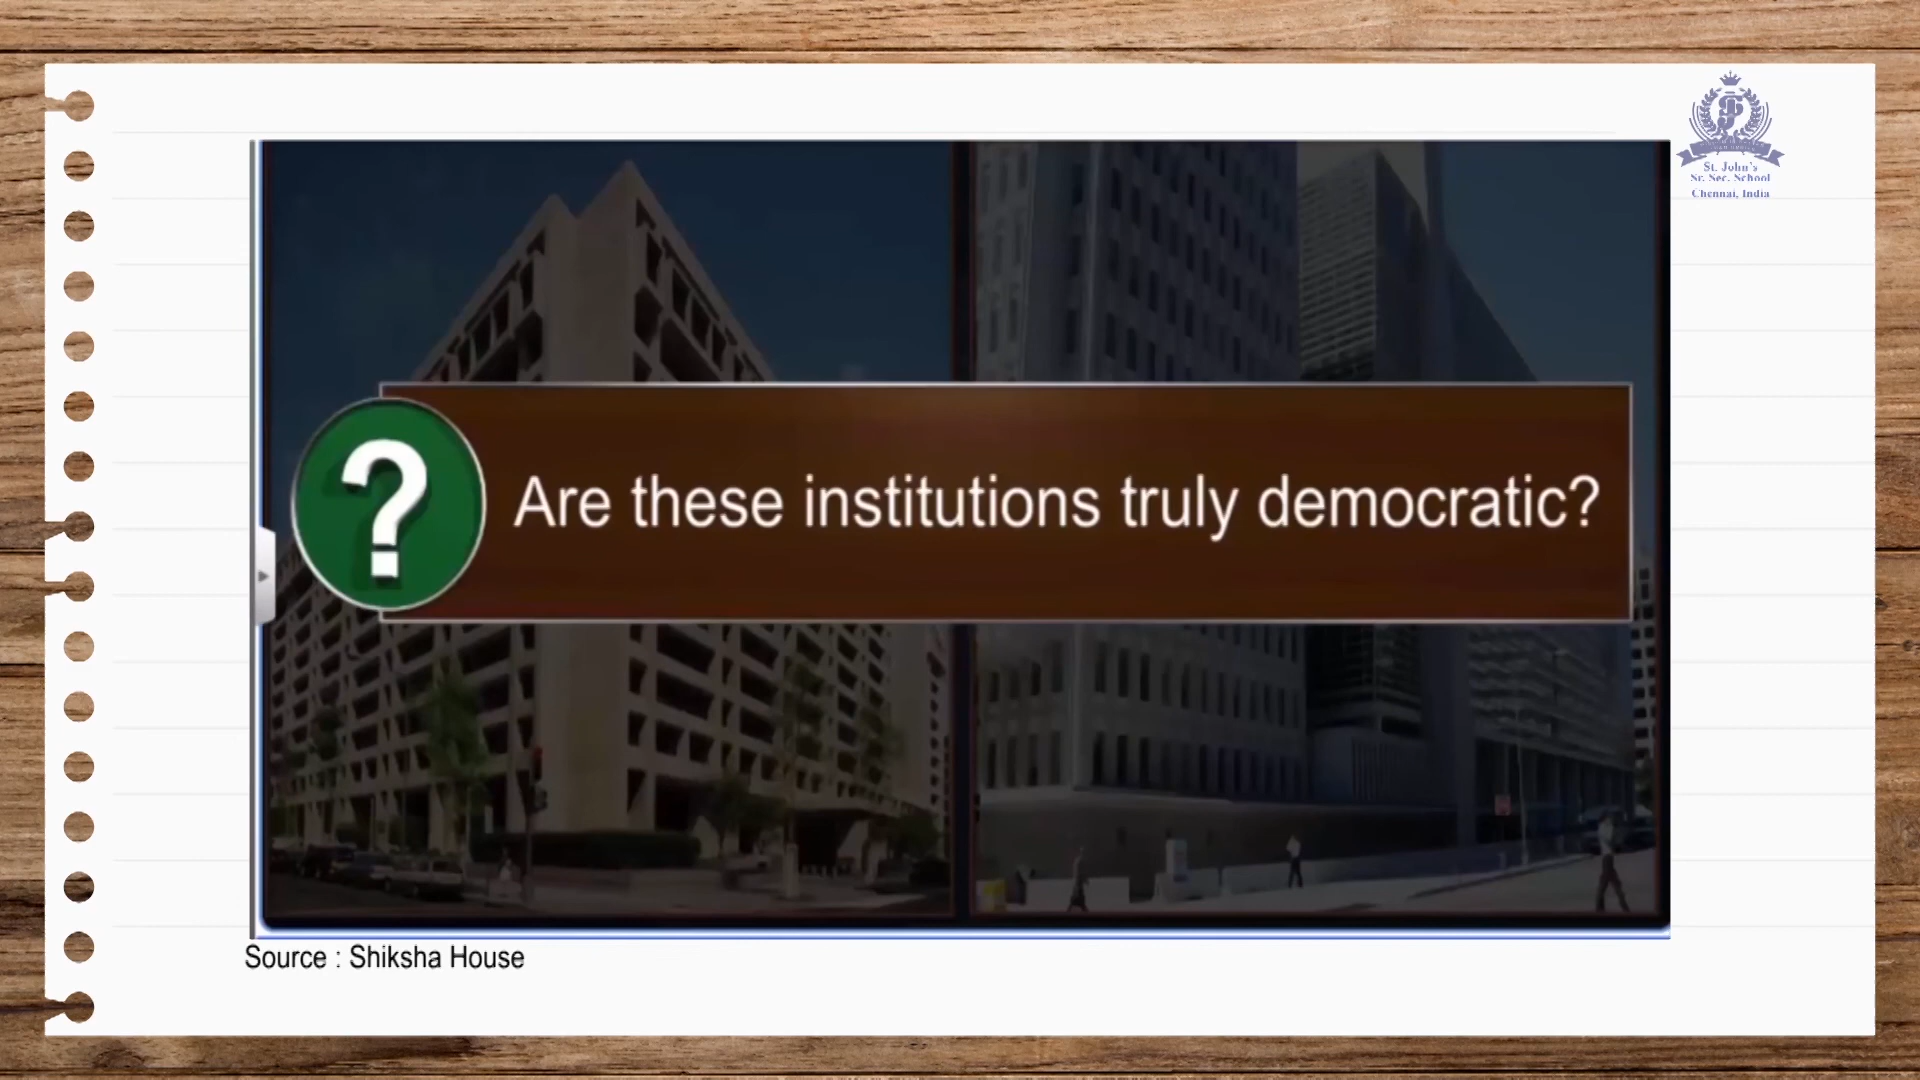 St. John's
Sr. Sec. School
Chennai, India
? Are these institutions truly democratic?
Source : Shiksha House